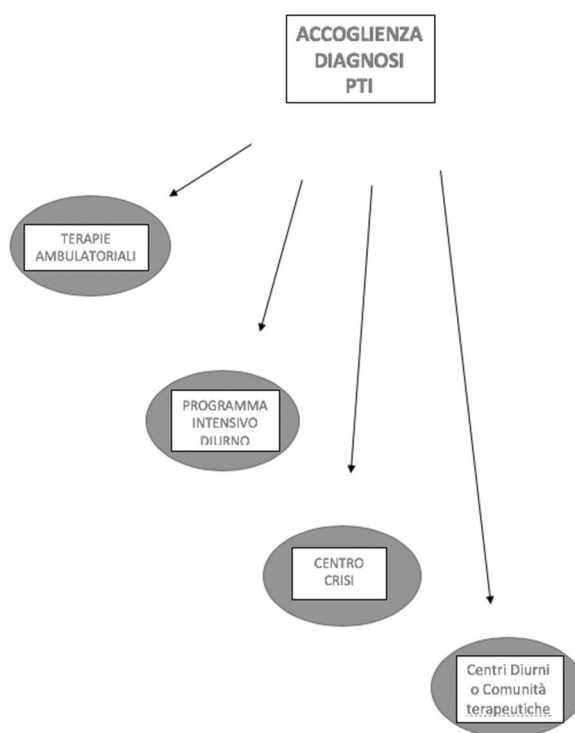 ACCOGLIENZA
DIAGNOSI
PTI
TERAPIE
AMBULATORIALI
PROGRAMMA
INTENSIVO
DIURNO
CENTRO
CRISI
Centri Diurni
o Comunità
terapeutiche